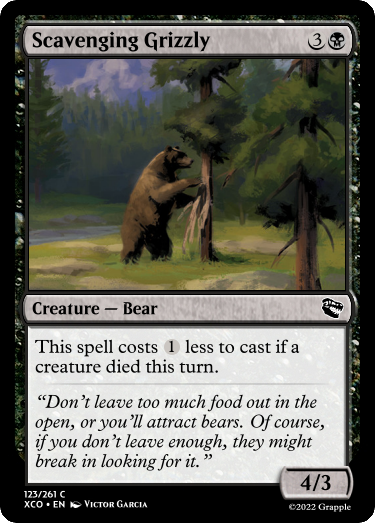 Scavenging Grizzly 3
Creature — Bear
This spell costs 1 less to cast if a
creature died this turn.
“Don’t leave too much food out in the
open, or you’ll attract bears. Of course,
if you don’t leave enough, they might
break in looking for it.”
4/3
123/261 C
XCO • EN Victor Garcia
©2022 Grapple